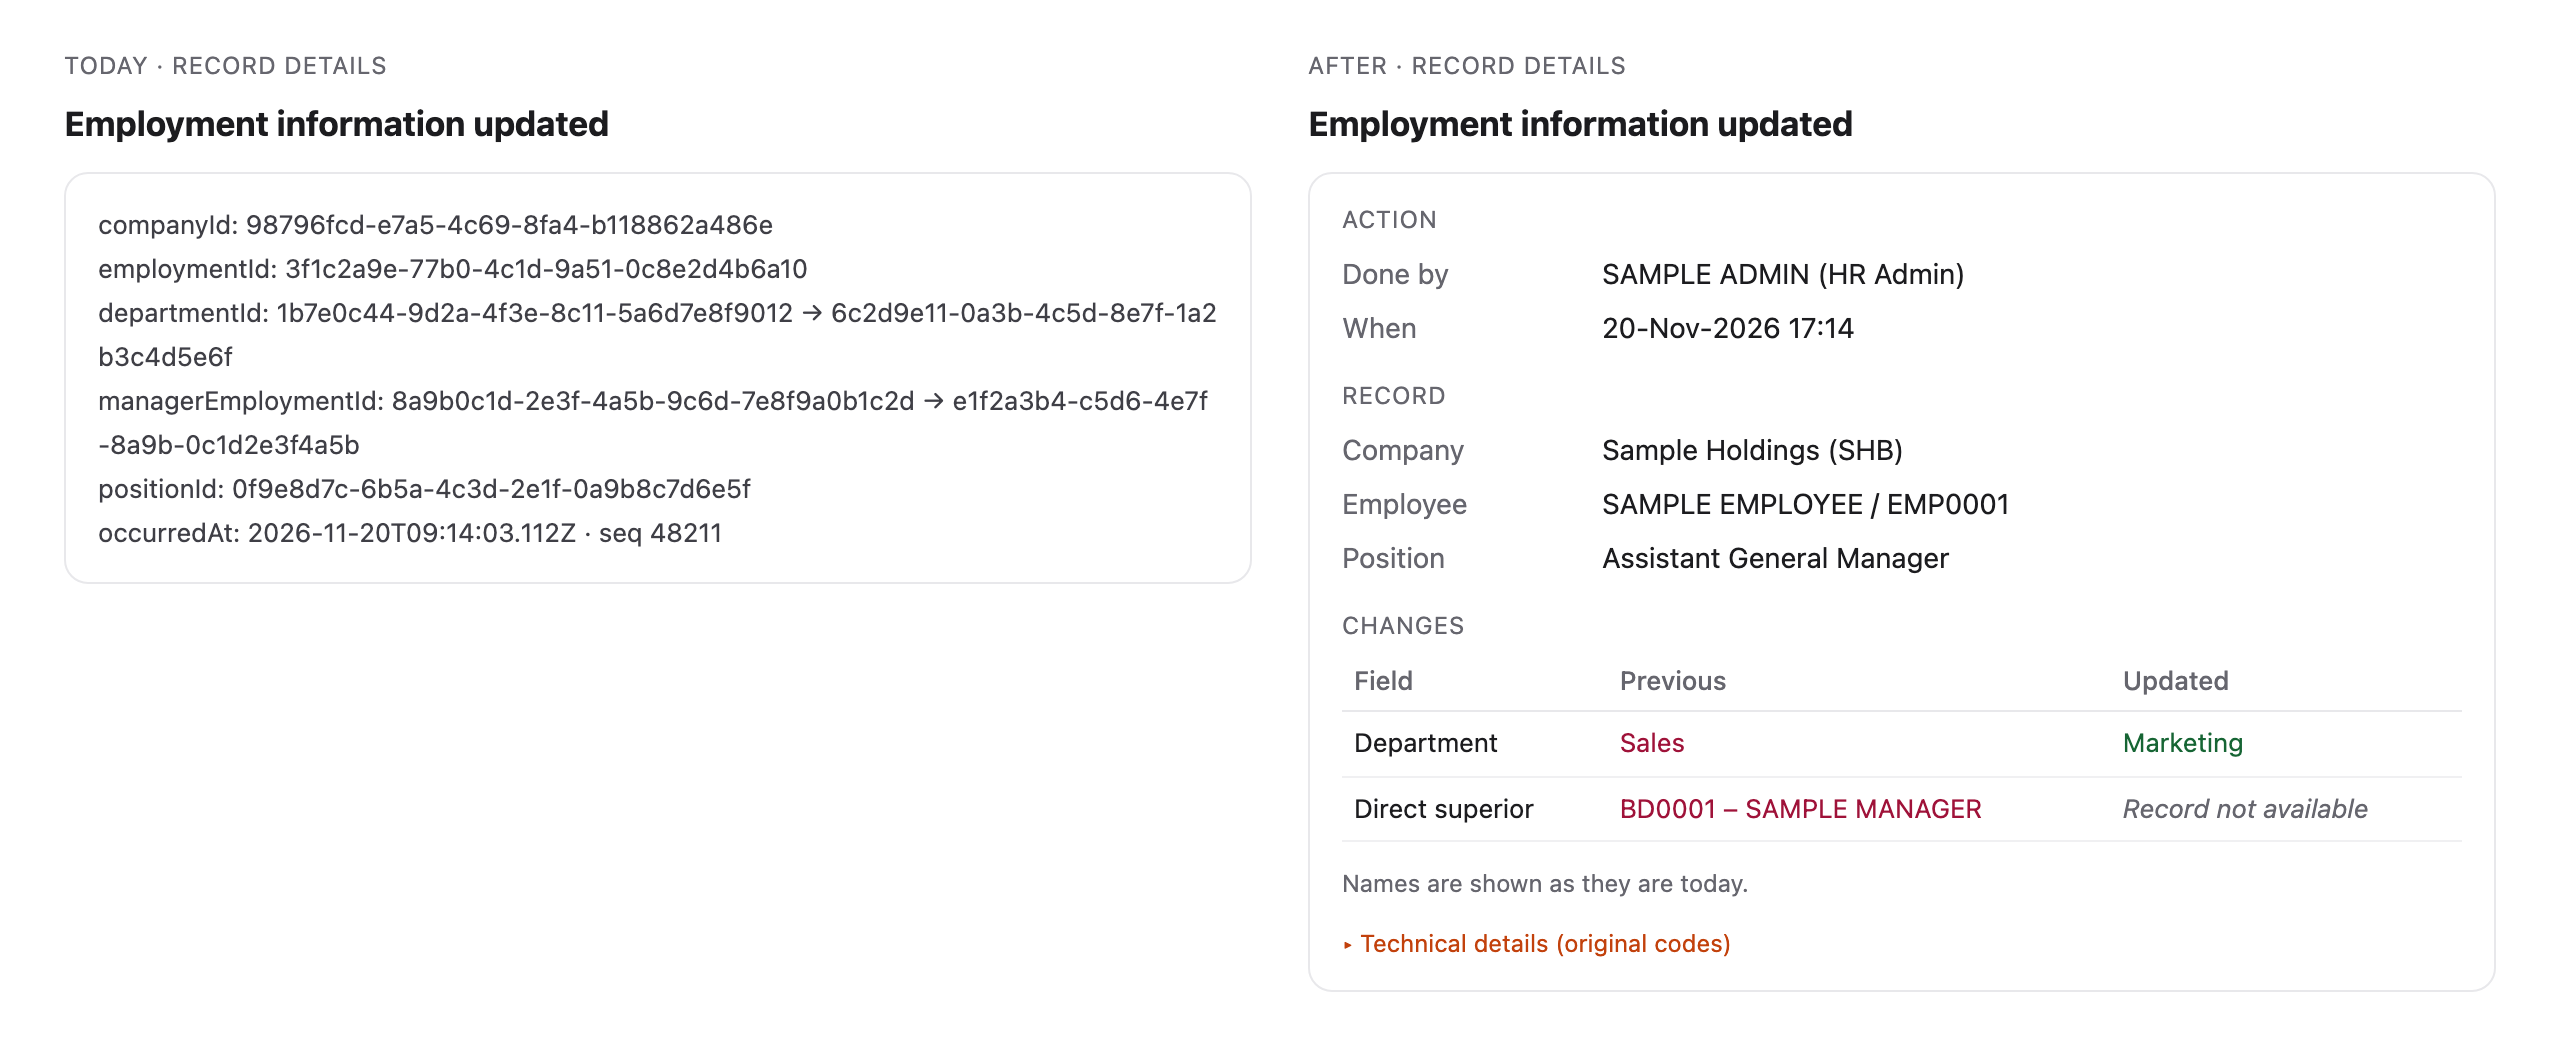 TODAY · RECORD DETAILS
Employment information updated
companyId: 98796fcd-e7a5-4c69-8fa4-b118862a486e
employmentId: 3f1c2a9e-77b0-4c1d-9a51-0c8e2d4b6a10
departmentId: 1b7e0c44-9d2a-4f3e-8c11-5a6d7e8f9012 → 6c2d9e11-0a3b-4c5d-8e7f-1a2
b3c4d5e6f
managerEmploymentId: 8a9b0c1d-2e3f-4a5b-9c6d-7e8f9a0b1c2d → e1f2a3b4-c5d6-4e7f
-8a9b-0c1d2e3f4a5b
positionId: 0f9e8d7c-6b5a-4c3d-2e1f-0a9b8c7d6e5f
occurredAt: 2026-11-20T09:14:03.112Z · seq 48211
AFTER · RECORD DETAILS
Employment information updated
ACTION
Done by SAMPLE ADMIN (HR Admin)
When 20-Nov-2026 17:14
RECORD
Company Sample Holdings (SHB)
Employee SAMPLE EMPLOYEE / EMP0001
Position Assistant General Manager
CHANGES
Field Previous Updated
Department Sales Marketing
Direct superior BD0001 – SAMPLE MANAGER Record not available
Names are shown as they are today.
▸ Technical details (original codes)